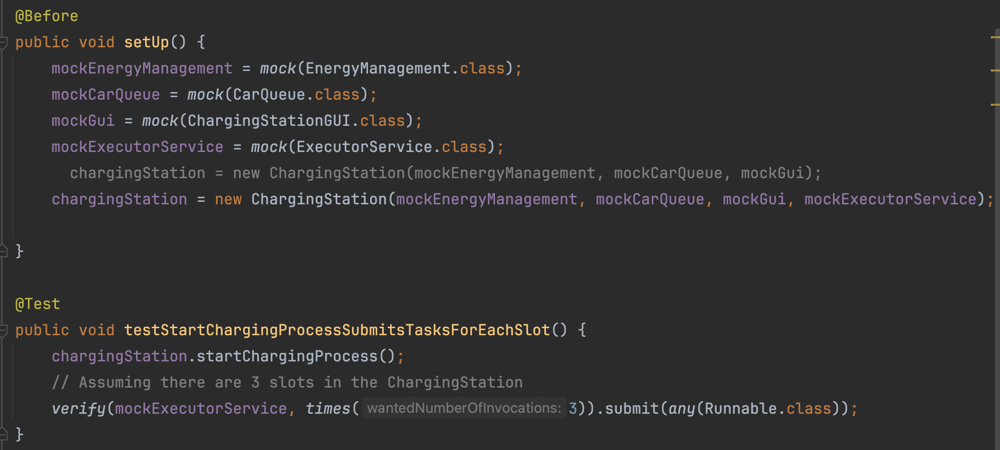 @Before
public void setUp() {
    mockEnergyManagement = mock(EnergyManagement.class);
    mockCarQueue = mock(CarQueue.class);
    mockGui = mock(ChargingStationGUI.class);
    mockExecutorService = mock(ExecutorService.class);
      chargingStation = new ChargingStation(mockEnergyManagement, mockCarQueue, mockGui);
    chargingStation = new ChargingStation(mockEnergyManagement, mockCarQueue, mockGui, mockExecutorService);
}
@Test
public void testStartChargingProcessSubmitsTasksForEachSlot() {
    chargingStation.startChargingProcess();
    // Assuming there are 3 slots in the ChargingStation
    verify(mockExecutorService, times( wantedNumberOfInvocations: 3)).submit(any(Runnable.class));
}